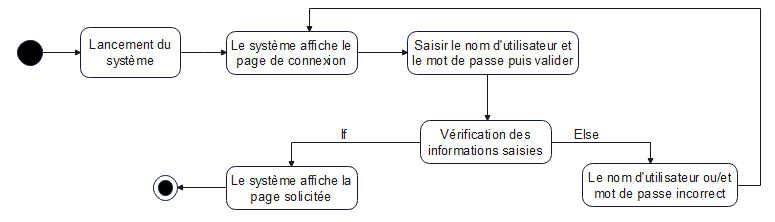 Lancement du
système
Le système affiche le
page de connexion
Saisir le nom d'utilisateur et
le mot de passe puis valider
Vérification des
informations saisies
If
Else
Le système affiche la
page solicitée
Le nom d'utilisateur ou/et
mot de passe incorrect